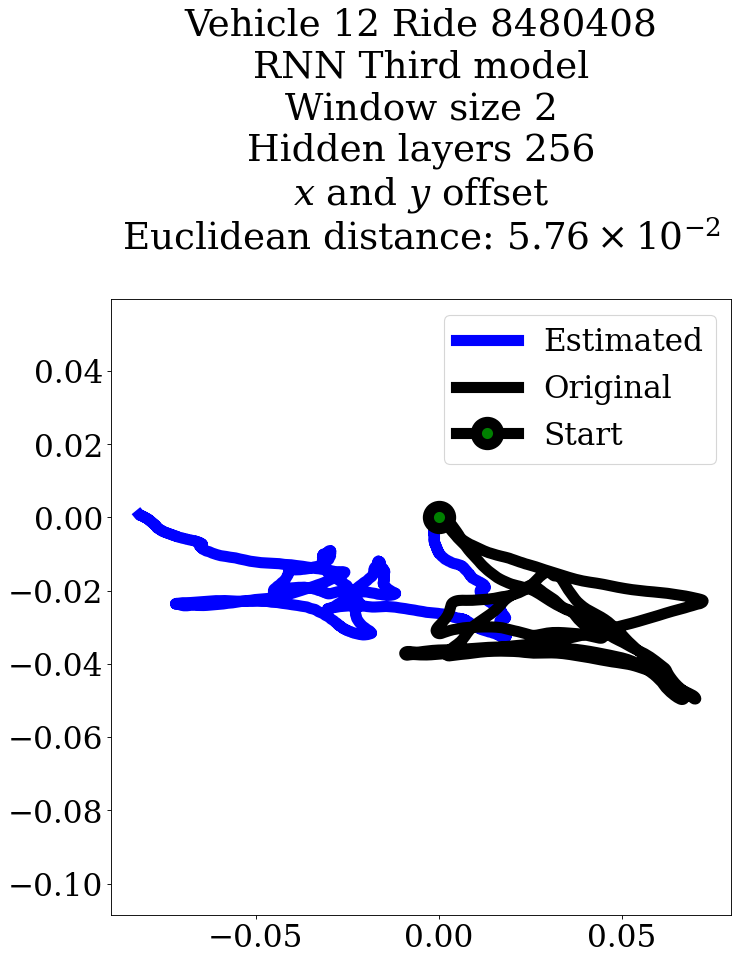 Vehicle 12 Ride 8480408
RNN Third model
Window size 2
Hidden layers 256
x and y offset
Euclidean distance: 5.76 × 10⁻²
Estimated
Original
Start
0.04
0.02
0.00
−0.02
−0.04
−0.06
−0.08
−0.10
−0.05 0.00 0.05